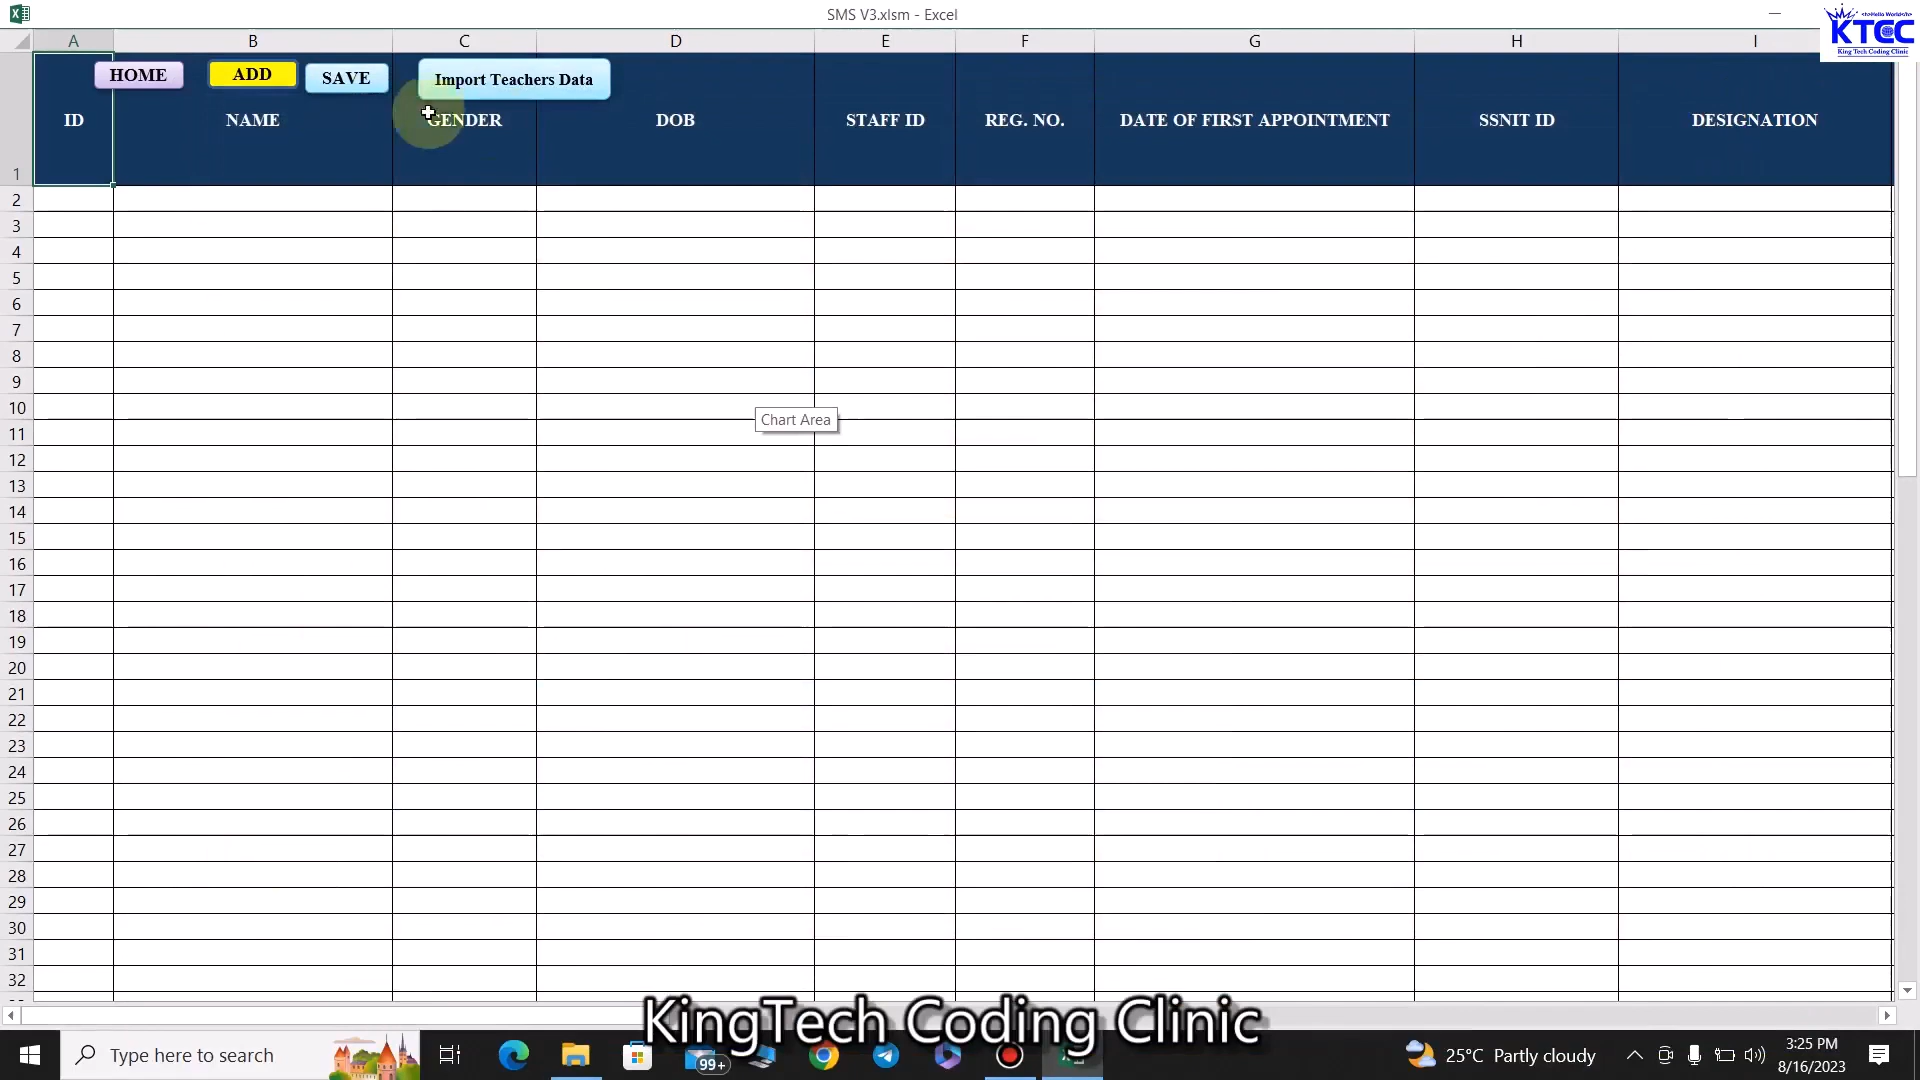 SMS V3.xlsm - Excel
<toHello World's/>
KTCC
King Tech Coding Clinic
A B C D E F G H I
HOME ADD SAVE Import Teachers Data
ID NAME GENDER DOB STAFF ID REG. NO. DATE OF FIRST APPOINTMENT SSNIT ID DESIGNATION
1
2
3
4
5
6
7
8
9
10
Chart Area
11
12
13
14
15
16
17
18
19
20
21
22
23
24
25
26
27
28
29
30
31
32
KingTech Coding Clinic
Type here to search
99+
25°C Partly cloudy
3:25 PM
8/16/2023